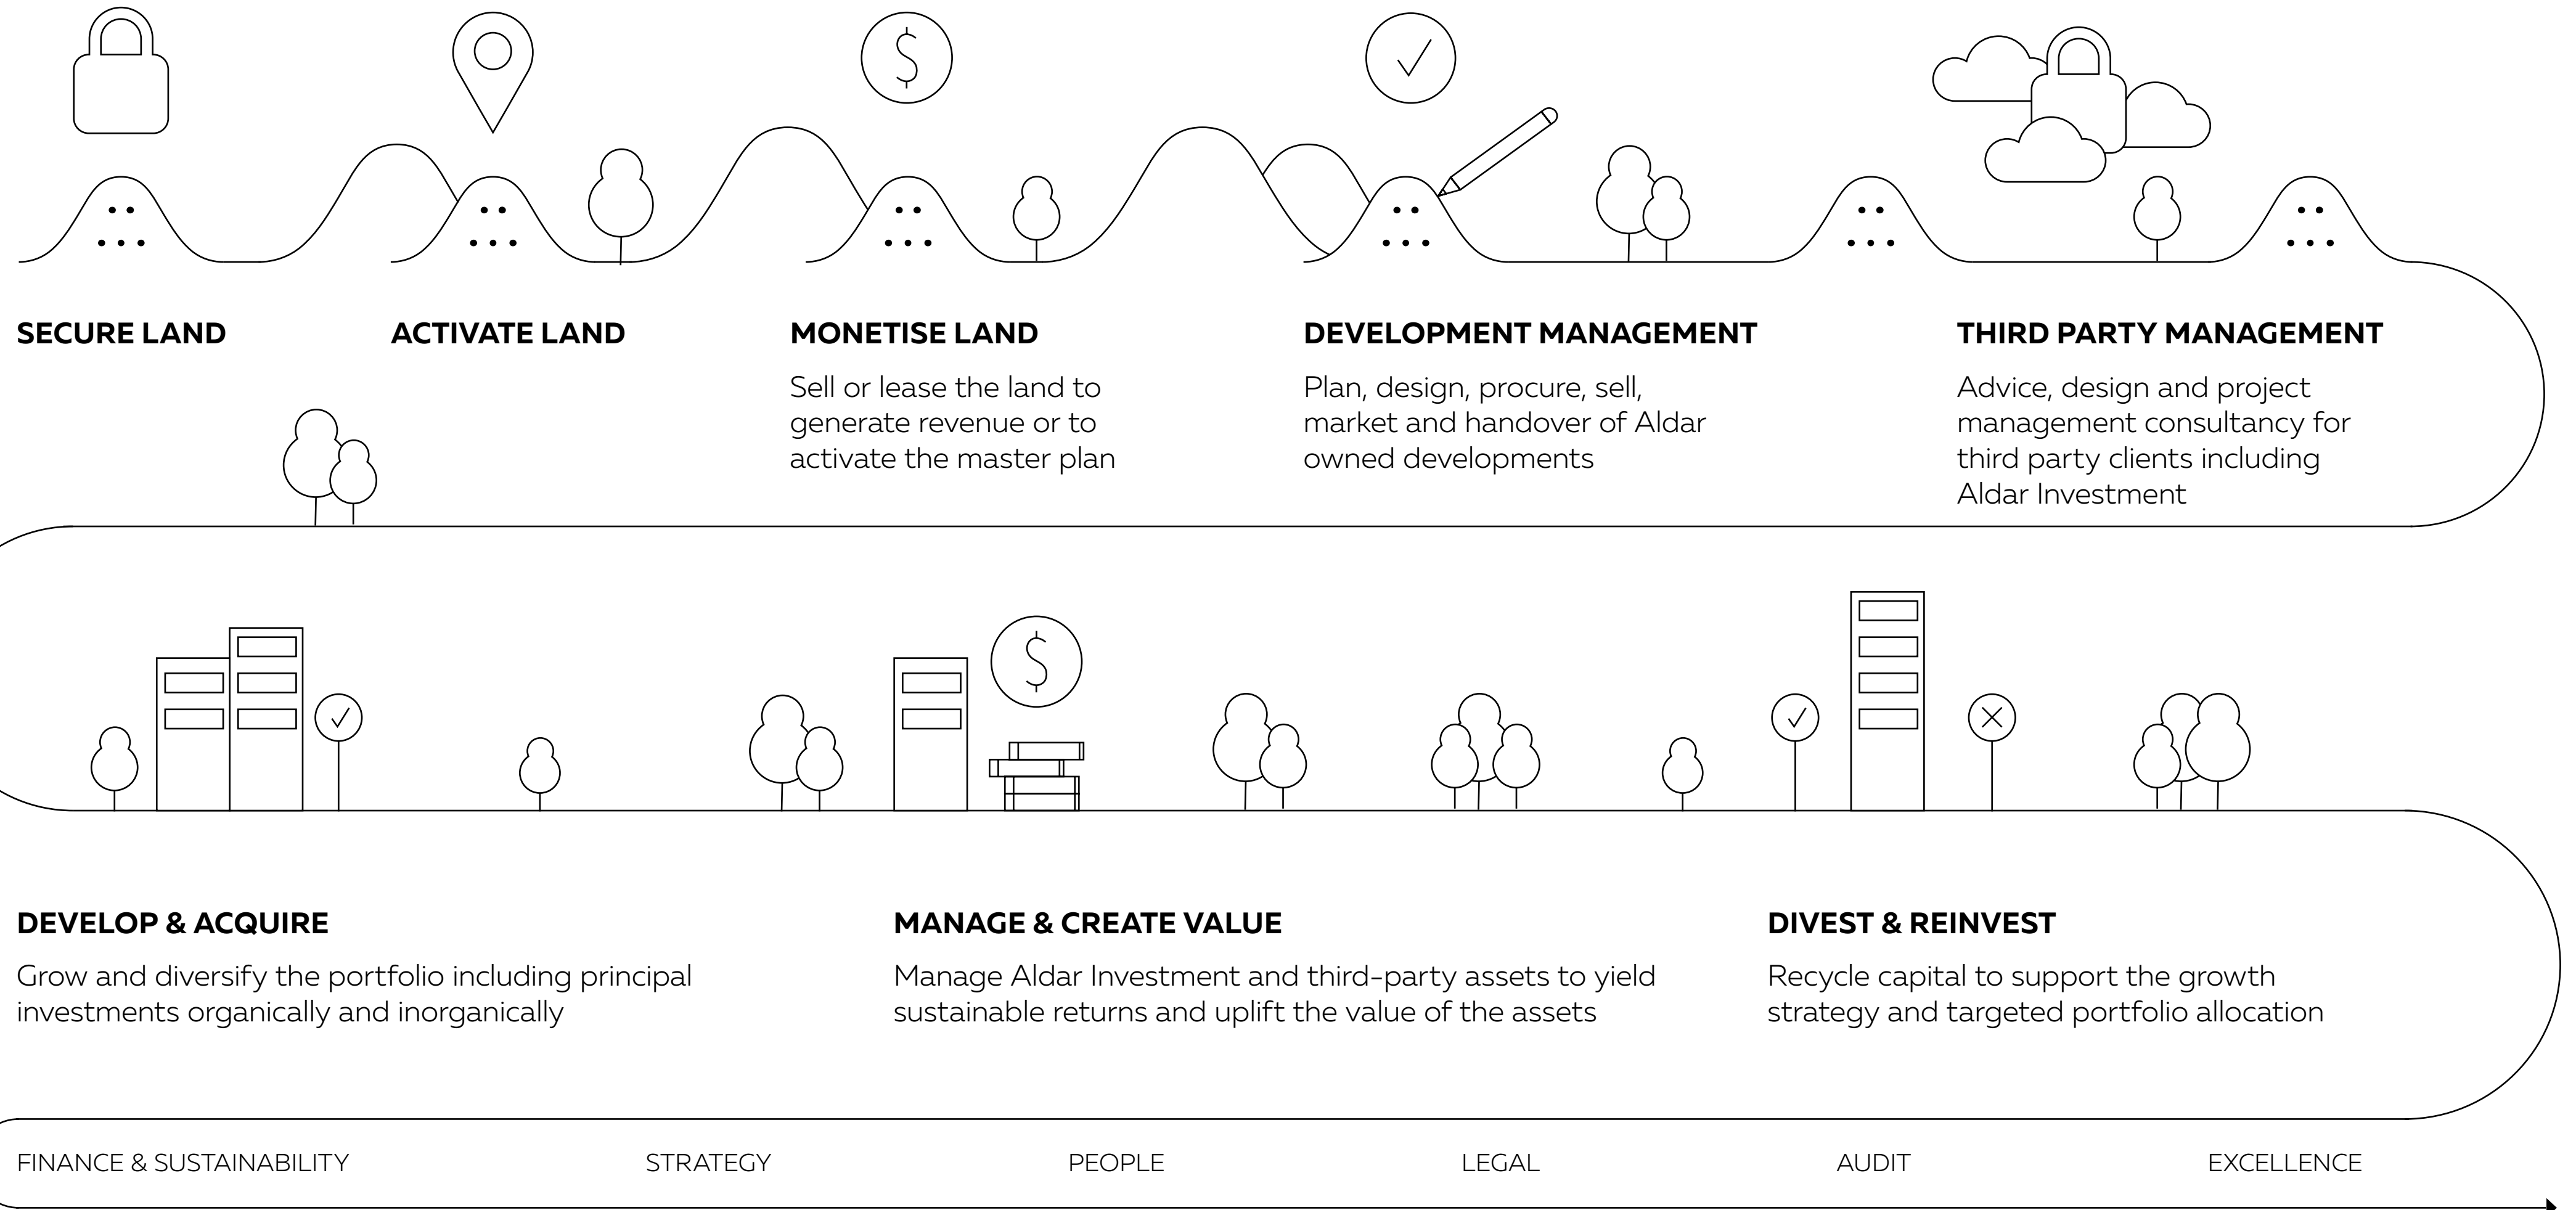 SECURE LAND
ACTIVATE LAND
MONETISE LAND
Sell or lease the land to
generate revenue or to
activate the master plan
DEVELOPMENT MANAGEMENT
Plan, design, procure, sell,
market and handover of Aldar
owned developments
THIRD PARTY MANAGEMENT
Advice, design and project
management consultancy for
third party clients including
Aldar Investment
DEVELOP & ACQUIRE
Grow and diversify the portfolio including principal
investments organically and inorganically
MANAGE & CREATE VALUE
Manage Aldar Investment and third-party assets to yield
sustainable returns and uplift the value of the assets
DIVEST & REINVEST
Recycle capital to support the growth
strategy and targeted portfolio allocation
FINANCE & SUSTAINABILITY
STRATEGY
PEOPLE
LEGAL
AUDIT
EXCELLENCE